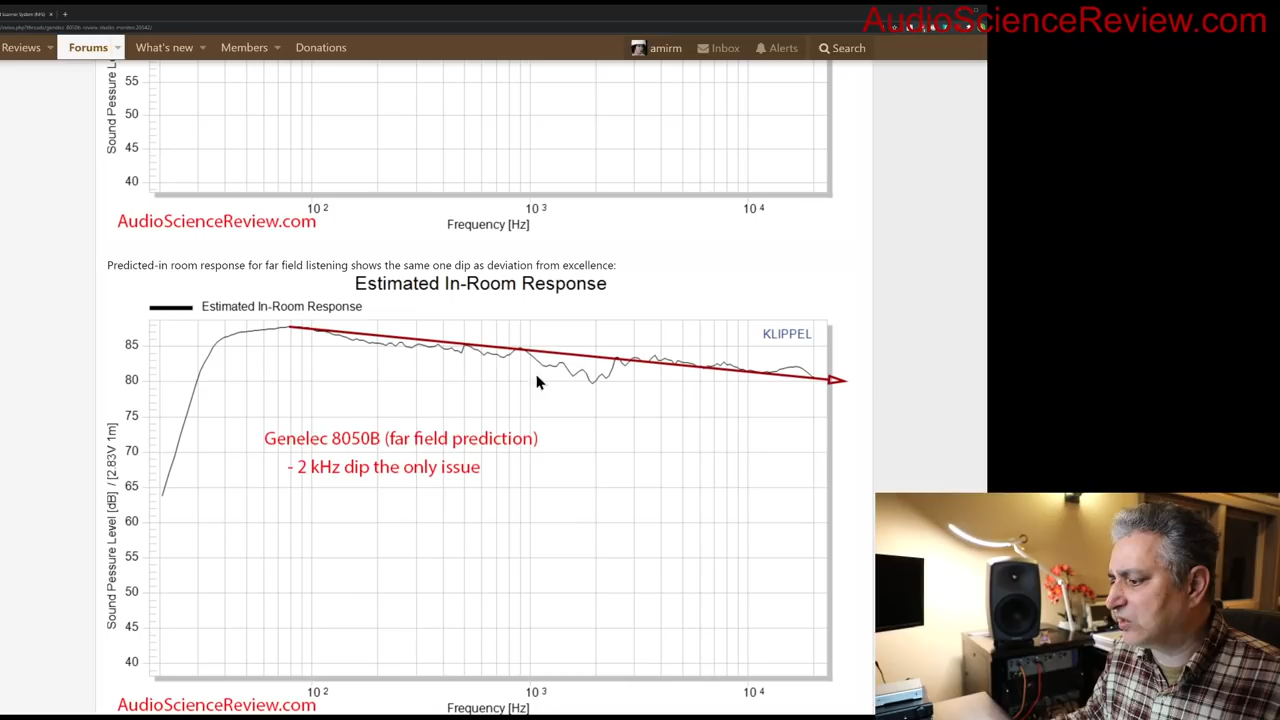 AudioScienceReview.com
Reviews Forums What's new Members Donations amirm Inbox Alerts Search
55
50
45
40
Sound Pressure Level
10 2 10 3 10 4
AudioScienceReview.com
Frequency [Hz]
Predicted-in room response for far field listening shows the same one dip as deviation from excellence:
Estimated In-Room Response
Estimated In-Room Response
KLIPPEL
85
80
75
70
65
60
55
50
45
40
Sound Pressure Level [dB] / [2.83V 1m]
Genelec 8050B (far field prediction)
- 2 kHz dip the only issue
10 2 10 3 10 4
AudioScienceReview.com
Frequency [Hz]